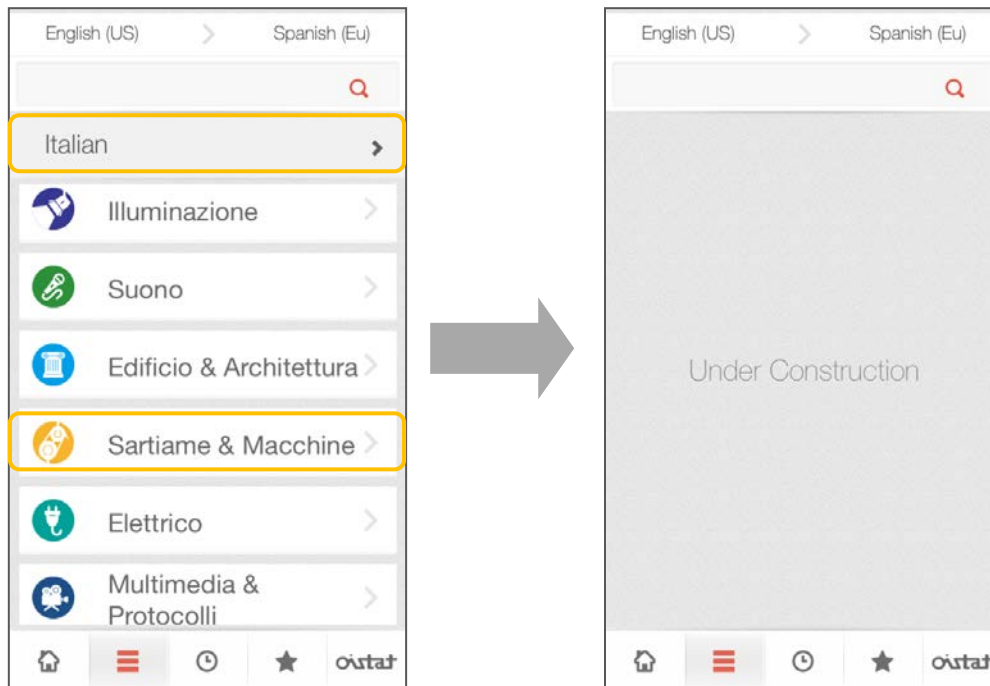 English (US) Spanish (Eu)
Italian
Illuminazione
Suono
Edificio & Architettura
Sartiame & Macchine
Elettrico
Multimedia &
Protocolli
oistat
English (US) Spanish (Eu)
Under Construction
oistat